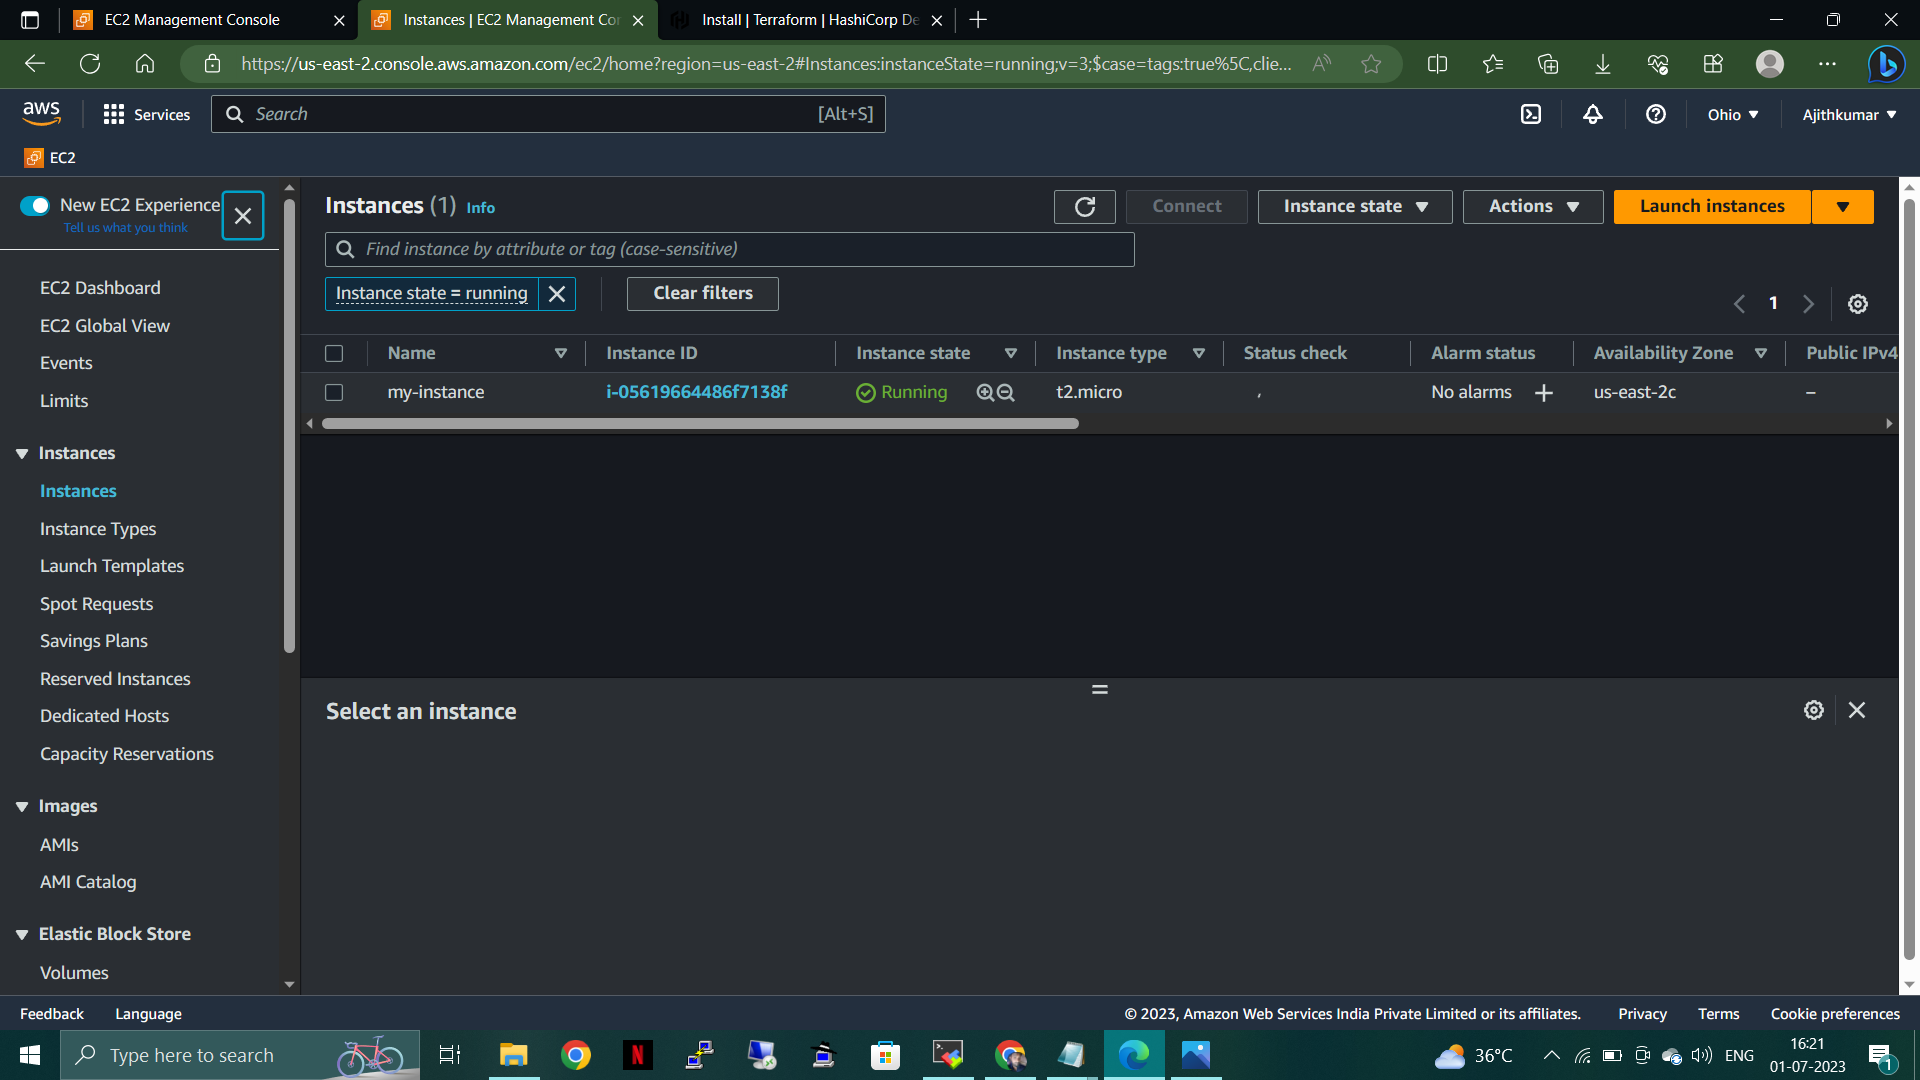 EC2 Management Console
Instances | EC2 Management Co
Install | Terraform | HashiCorp De
https://us-east-2.console.aws.amazon.com/ec2/home?region=us-east-2#Instances:instanceState=running;v=3;$case=tags:true%5C,clie...
aws
Services
Search
[Alt+S]
Ohio
Ajithkumar
EC2
New EC2 Experience
Tell us what you think
EC2 Dashboard
EC2 Global View
Events
Limits
Instances
Instances
Instance Types
Launch Templates
Spot Requests
Savings Plans
Reserved Instances
Dedicated Hosts
Capacity Reservations
Images
AMIs
AMI Catalog
Elastic Block Store
Volumes
Instances (1) Info
Connect
Instance state
Actions
Launch instances
Find instance by attribute or tag (case-sensitive)
Instance state = running
Clear filters
1
Name Instance ID Instance state Instance type Status check Alarm status Availability Zone Public IPv4
my-instance i-05619664486f7138f Running t2.micro No alarms + us-east-2c –
Select an instance
Feedback Language
© 2023, Amazon Web Services India Private Limited or its affiliates. Privacy Terms Cookie preferences
Type here to search
36°C
ENG
16:21
01-07-2023
1